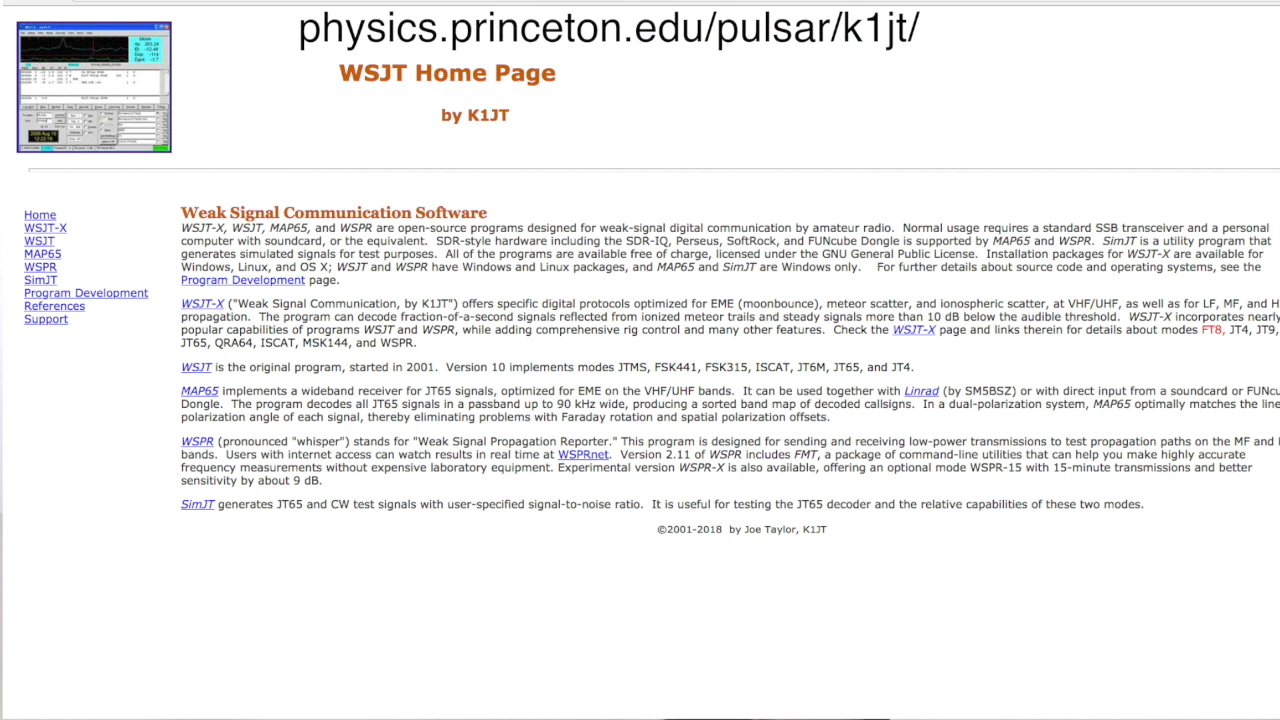 physics.princeton.edu/pulsar/k1jt/
WSJT Home Page
by K1JT
Home
WSJT-X
WSJT
MAP65
WSPR
SimJT
Program Development
References
Support
Weak Signal Communication Software
WSJT-X, WSJT, MAP65, and WSPR are open-source programs designed for weak-signal digital communication by amateur radio. Normal usage requires a standard SSB transceiver and a personal
computer with soundcard, or the equivalent. SDR-style hardware including the SDR-IQ, Perseus, SoftRock, and FUNcube Dongle is supported by MAP65 and WSPR. SimJT is a utility program that
generates simulated signals for test purposes. All of the programs are available free of charge, licensed under the GNU General Public License. Installation packages for WSJT-X are available for
Windows, Linux, and OS X; WSJT and WSPR have Windows and Linux packages, and MAP65 and SimJT are Windows only. For further details about source code and operating systems, see the
Program Development page.
WSJT-X ("Weak Signal Communication, by K1JT") offers specific digital protocols optimized for EME (moonbounce), meteor scatter, and ionospheric scatter, at VHF/UHF, as well as for LF, MF, and H
propagation. The program can decode fraction-of-a-second signals reflected from ionized meteor trails and steady signals more than 10 dB below the audible threshold. WSJT-X incorporates nearly
popular capabilities of programs WSJT and WSPR, while adding comprehensive rig control and many other features. Check the WSJT-X page and links therein for details about modes FT8, JT4, JT9,
JT65, QRA64, ISCAT, MSK144, and WSPR.
WSJT is the original program, started in 2001. Version 10 implements modes JTMS, FSK441, FSK315, ISCAT, JT6M, JT65, and JT4.
MAP65 implements a wideband receiver for JT65 signals, optimized for EME on the VHF/UHF bands. It can be used together with Linrad (by SM5BSZ) or with direct input from a soundcard or FUNcu
Dongle. The program decodes all JT65 signals in a passband up to 90 kHz wide, producing a sorted band map of decoded callsigns. In a dual-polarization system, MAP65 optimally matches the line
polarization angle of each signal, thereby eliminating problems with Faraday rotation and spatial polarization offsets.
WSPR (pronounced "whisper") stands for "Weak Signal Propagation Reporter." This program is designed for sending and receiving low-power transmissions to test propagation paths on the MF and
bands. Users with internet access can watch results in real time at WSPRnet. Version 2.11 of WSPR includes FMT, a package of command-line utilities that can help you make highly accurate
frequency measurements without expensive laboratory equipment. Experimental version WSPR-X is also available, offering an optional mode WSPR-15 with 15-minute transmissions and better
sensitivity by about 9 dB.
SimJT generates JT65 and CW test signals with user-specified signal-to-noise ratio. It is useful for testing the JT65 decoder and the relative capabilities of these two modes.
©2001-2018 by Joe Taylor, K1JT